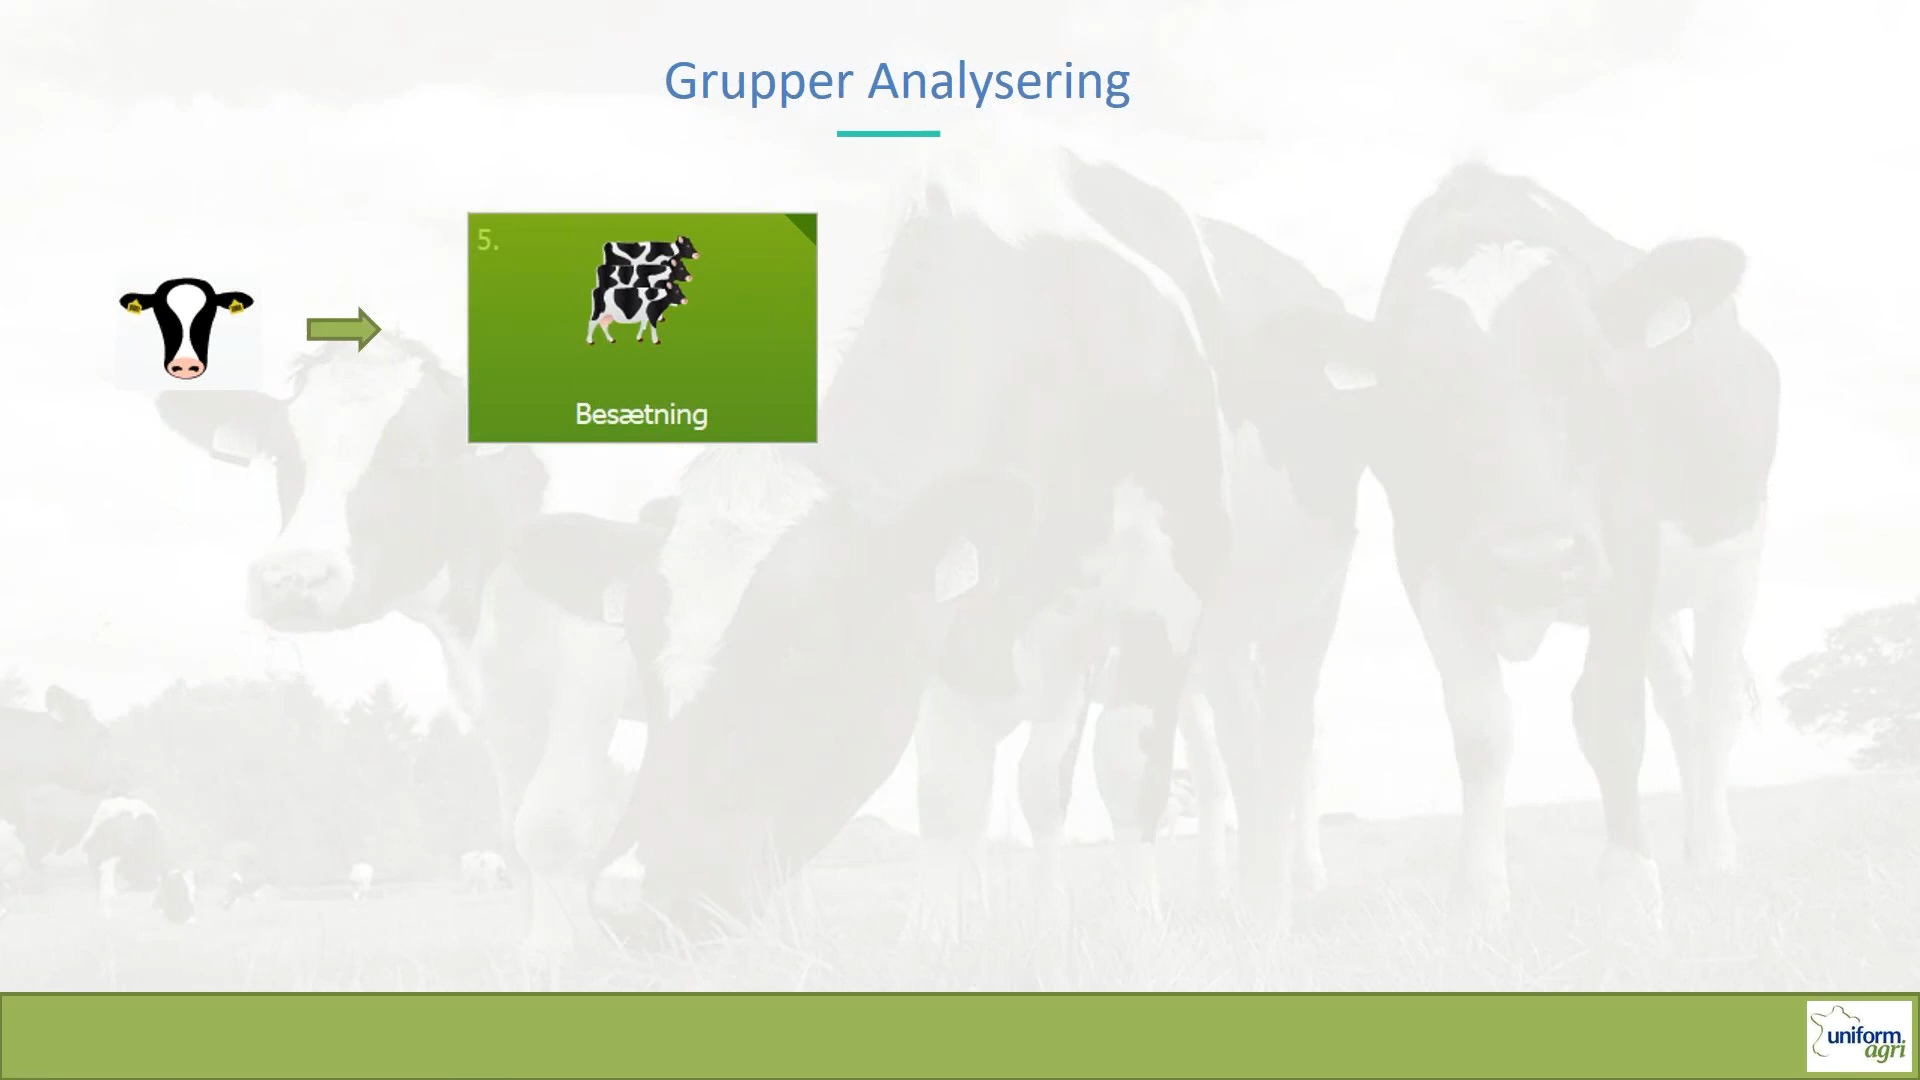 Grupper Analysering
5.
Besætning
uniform.
agri